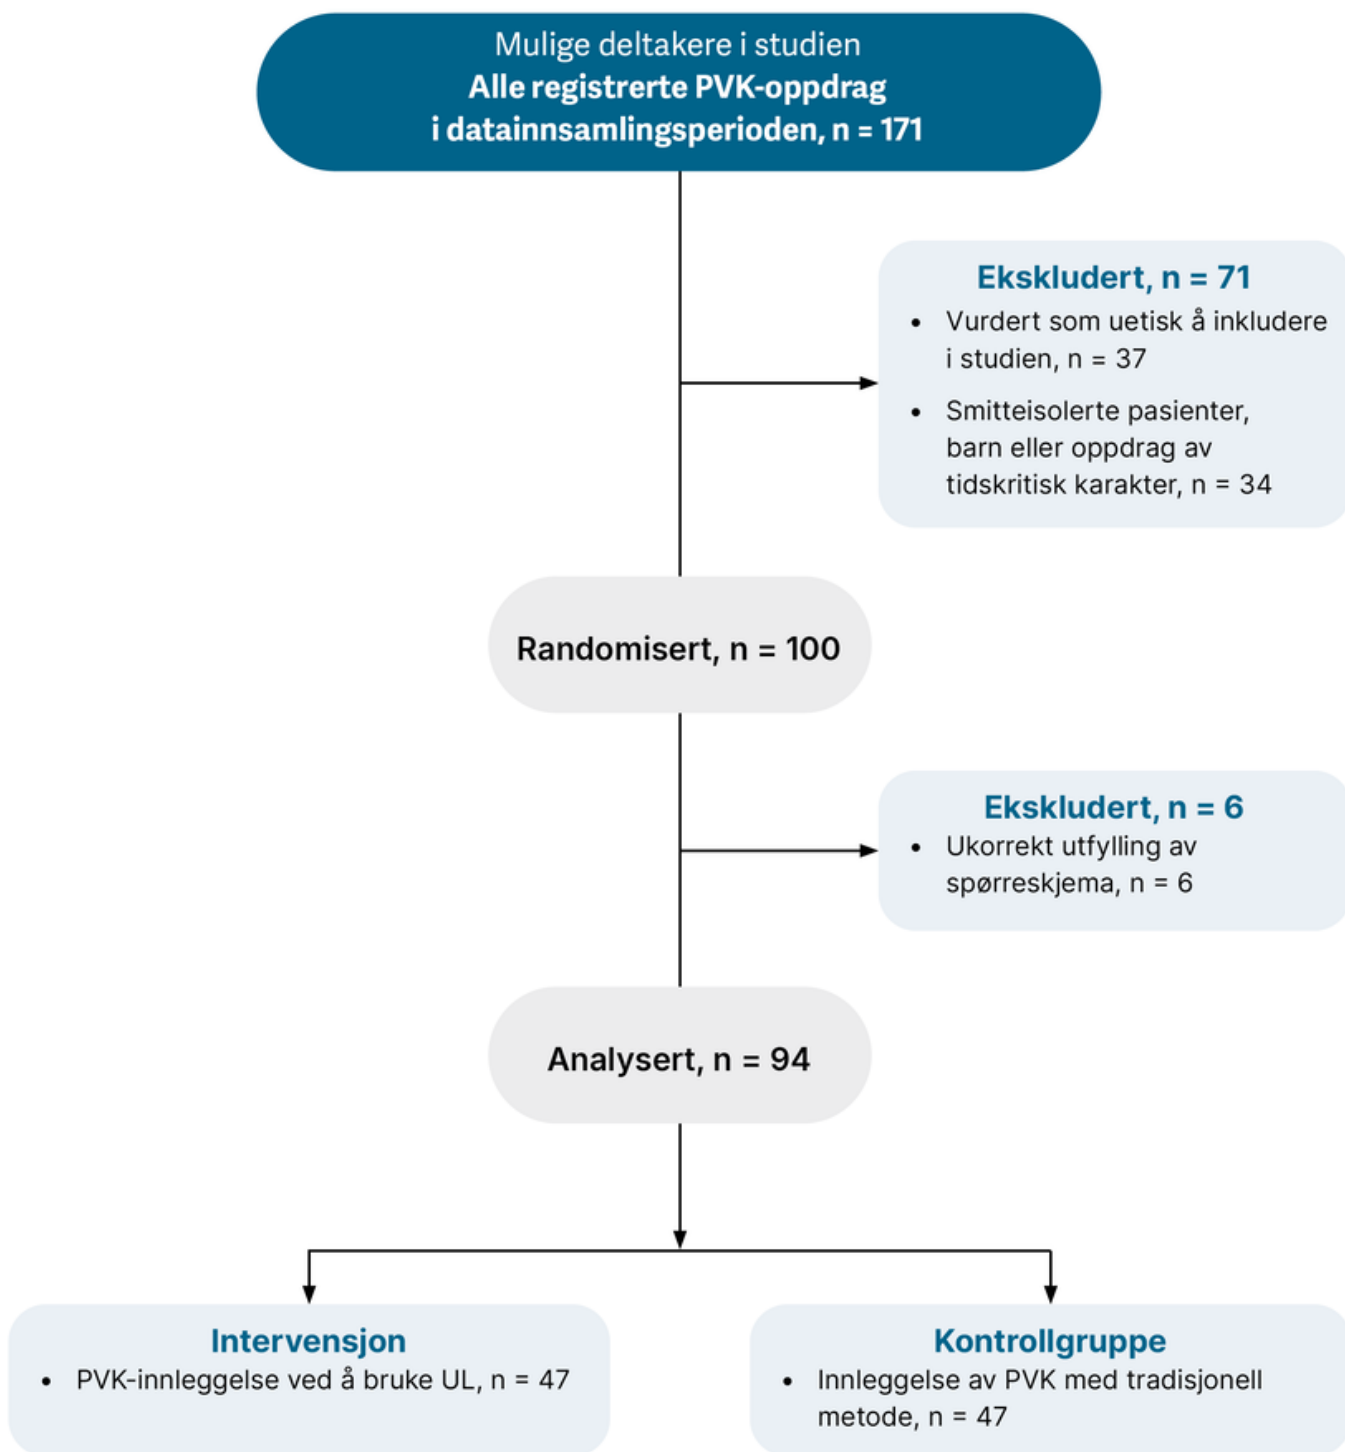 Mulige deltakere i studien
Alle registrerte PVK-oppdrag
i datainnsamlingsperioden, n = 171
Ekskludert, n = 71
• Vurdert som uetisk å inkludere
i studien, n = 37
• Smitteisolerte pasienter,
barn eller oppdrag av
tidskritisk karakter, n = 34
Randomisert, n = 100
Ekskludert, n = 6
• Ukorrekt utfylling av
spørreskjema, n = 6
Analysert, n = 94
Intervensjon
• PVK-innleggelse ved å bruke UL, n = 47
Kontrollgruppe
• Innleggelse av PVK med tradisjonell
metode, n = 47